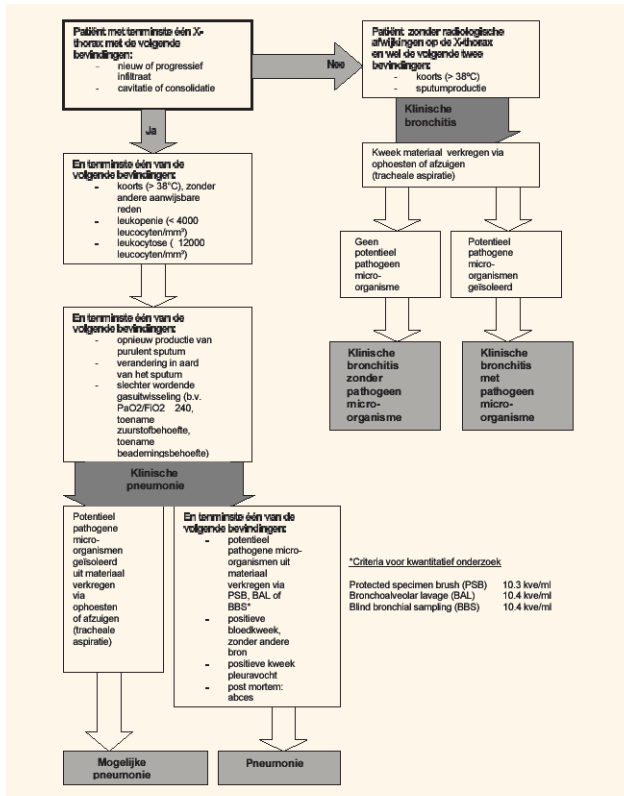 Patiënt met tenminste één X-
thorax met de volgende
bevindingen:
- nieuw of progressief
infiltraat
- cavitatie of consolidatie
Nee
Patiënt zonder radiologische
afwijkingen op de X-thorax
en wel de volgende twee
bevindingen:
- koorts (> 38ºC)
- sputumproductie
Ja
Klinische
bronchitis
En tenminste één van de
volgende bevindingen:
- koorts (> 38°C), zonder
andere aanwijsbare
reden
- leukopenie (< 4000
leucocyten/mm³)
- leukocytose ( 12000
leucocyten/mm³)
Kweek materiaal verkregen via
ophoesten of afzuigen
(tracheale aspiratie)
Geen
potentieel
pathogeen
micro-
organisme
Potentieel
pathogene
micro-
organismen
geïsoleerd
En tenminste één van de
volgende bevindingen:
- opnieuw productie van
purulent sputum
- verandering in aard
van het sputum
- slechter wordende
gasuitwisseling (b.v.
PaO2/FiO2 240,
toename
zuurstofbehoefte,
toename
beademingsbehoefte)
Klinische
bronchitis
zonder
pathogeen
micro-
organisme
Klinische
bronchitis
met
pathogeen
micro-
organisme
Klinische
pneumonie
Potentieel
pathogene
micro-
organismen
geïsoleerd
uit materiaal
verkregen
via
ophoesten
of afzuigen
(tracheale
aspiratie)
En tenminste één van de
volgende bevindingen:
- potentieel
pathogene micro-
organismen uit
materiaal
verkregen via
PSB, BAL of
BBS*
- positieve
bloedkweek,
zonder andere
bron
- positieve kweek
pleuravocht
- post mortem:
abces
*Criteria voor kwantitatief onderzoek
Protected specimen brush (PSB) 10.3 kve/ml
Bronchoalveolar lavage (BAL) 10.4 kve/ml
Blind bronchial sampling (BBS) 10.4 kve/ml
Mogelijke
pneumonie
Pneumonie